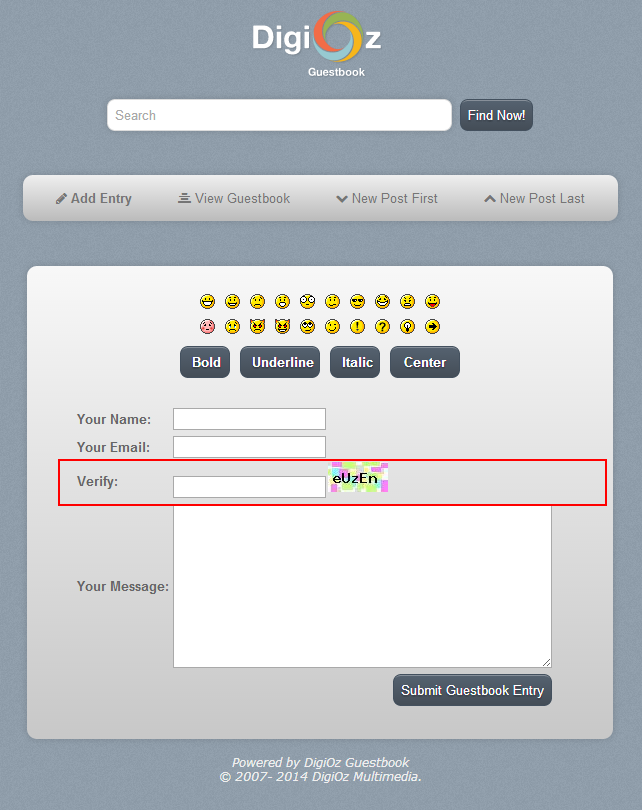 DigiOz
Guestbook
Search Find Now!
Add Entry View Guestbook New Post First New Post Last
Bold Underline Italic Center
Your Name:
Your Email:
Verify: eUzEn
Your Message:
Submit Guestbook Entry
Powered by DigiOz Guestbook
© 2007- 2014 DigiOz Multimedia.